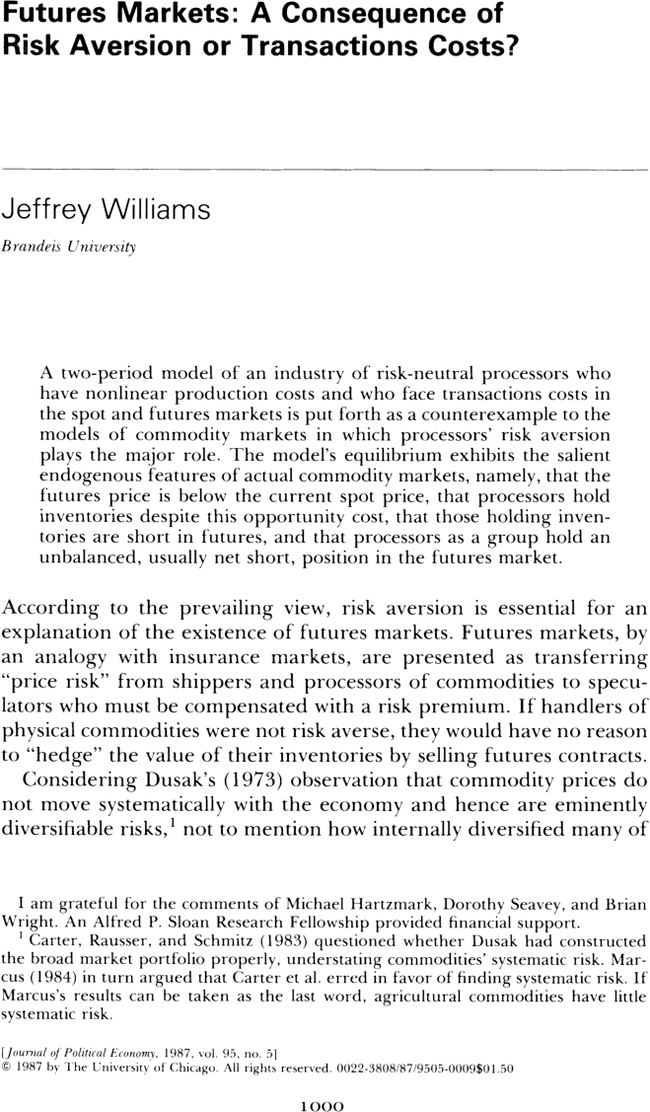 Futures Markets: A Consequence of
Risk Aversion or Transactions Costs?
Jeffrey Williams
Brandeis University
A two-period model of an industry of risk-neutral processors who
have nonlinear production costs and who face transactions costs in
the spot and futures markets is put forth as a counterexample to the
models of commodity markets in which processors' risk aversion
plays the major role. The model's equilibrium exhibits the salient
endogenous features of actual commodity markets, namely, that the
futures price is below the current spot price, that processors hold
inventories despite this opportunity cost, that those holding inven-
tories are short in futures, and that processors as a group hold an
unbalanced, usually net short, position in the futures market.
According to the prevailing view, risk aversion is essential for an
explanation of the existence of futures markets. Futures markets, by
an analogy with insurance markets, are presented as transferring
"price risk" from shippers and processors of commodities to specu-
lators who must be compensated with a risk premium. If handlers of
physical commodities were not risk averse, they would have no reason
to "hedge" the value of their inventories by selling futures contracts.
Considering Dusak's (1973) observation that commodity prices do
not move systematically with the economy and hence are eminently
diversifiable risks,¹ not to mention how internally diversified many of
I am grateful for the comments of Michael Hartzmark, Dorothy Seavey, and Brian
Wright. An Alfred P. Sloan Research Fellowship provided financial support.
¹ Carter, Rausser, and Schmitz (1983) questioned whether Dusak had constructed
the broad market portfolio properly, understating commodities' systematic risk. Mar-
cus (1984) in turn argued that Carter et al. erred in favor of finding systematic risk. If
Marcus's results can be taken as the last word, agricultural commodities have little
systematic risk.
[Journal of Political Economy, 1987, vol. 95, no. 5]
© 1987 by The University of Chicago. All rights reserved. 0022-3808/87/9505-0009$01.50
1000